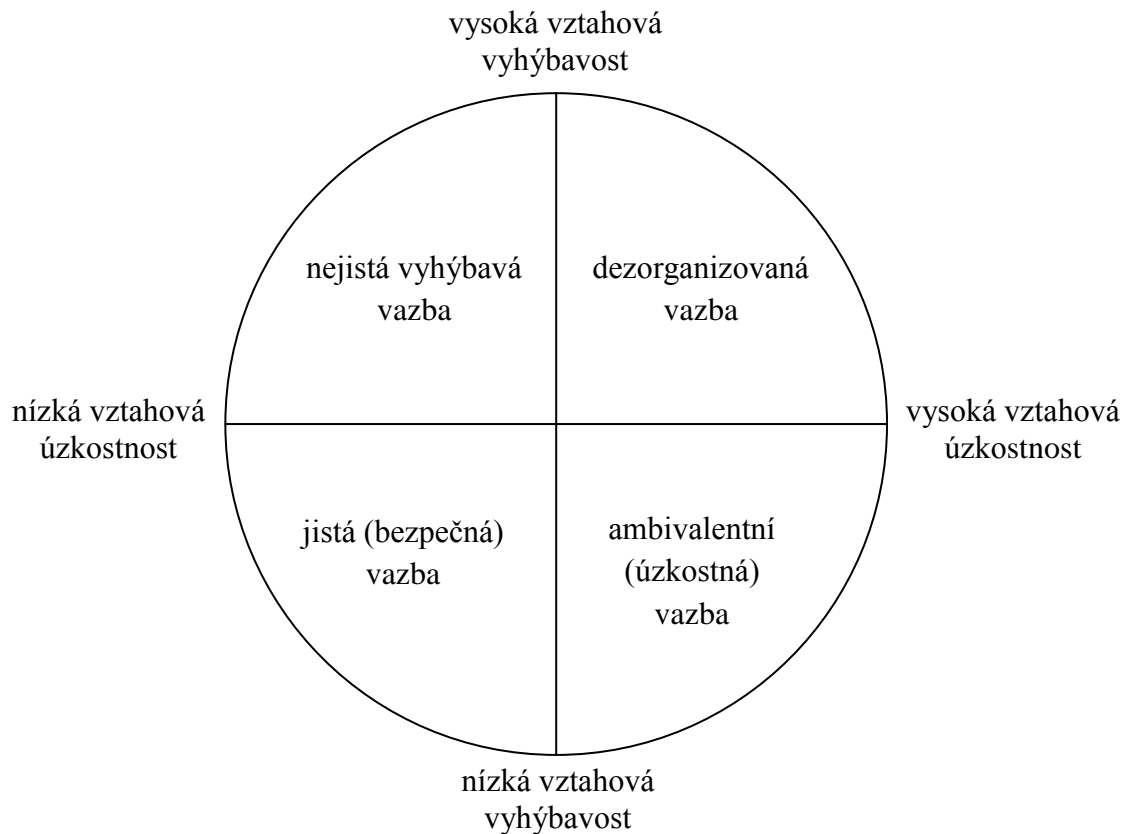 vysoká vztahová
vyhýbavost
nejistá vyhýbavá
vazba
dezorganizovaná
vazba
nízká vztahová
úzkostnost
vysoká vztahová
úzkostnost
jistá (bezpečná)
vazba
ambivalentní
(úzkostná)
vazba
nízká vztahová
vyhýbavost